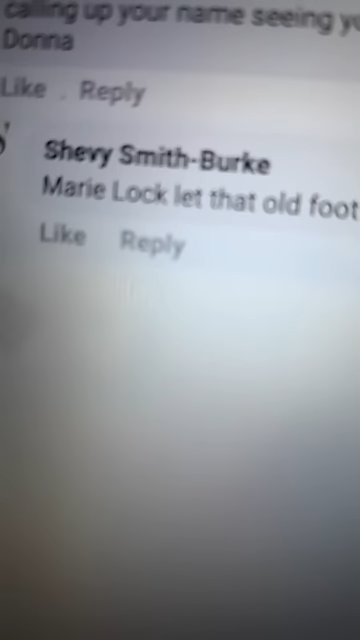 calling up your name seeing
Donna
Like . Reply
Shevy Smith-Burke
Marie Lock let that old foot
Like Reply